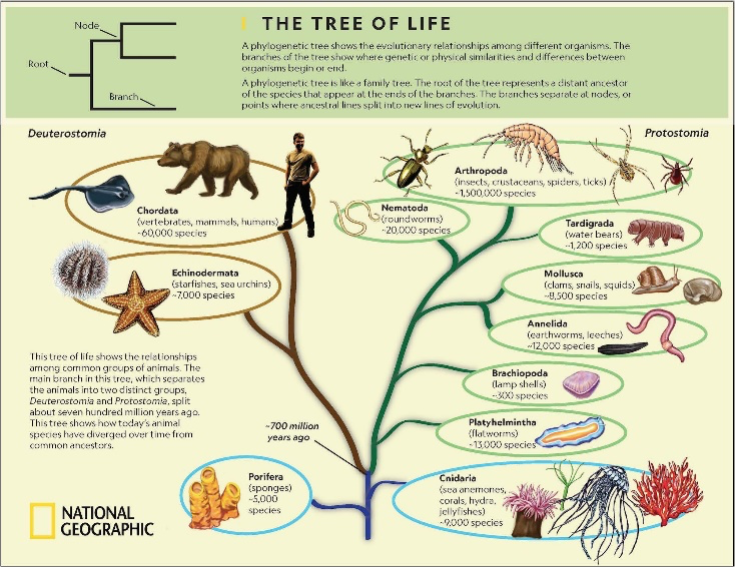 Node
Root
Branch
THE TREE OF LIFE
A phylogenetic tree shows the evolutionary relationships among different organisms. The
branches of the tree show where genetic or physical similarities and differences between
organisms begin or end.
A phylogenetic tree is like a family tree. The root of the tree represents a distant ancestor
of the species that appear at the ends of the branches. The branches separate at nodes, or
points where ancestral lines split into new lines of evolution.
Deuterostomia
Protostomia
Chordata
(vertebrates, mammals, humans)
~60,000 species
Echinodermata
(starfishes, sea urchins)
~7,000 species
Arthropoda
(insects, crustaceans, spiders, ticks)
~1,500,000 species
Nematoda
(roundworms)
~20,000 species
Tardigrada
(water bears)
~1,200 species
Mollusca
(clams, snails, squids)
~8,500 species
Annelida
(earthworms, leeches)
~12,000 species
Brachiopoda
(lamp shells)
~300 species
Platyhelmintha
(flatworms)
~13,000 species
This tree of life shows the relationships
among common groups of animals. The
main branch in this tree, which separates
the animals into two distinct groups,
Deuterostomia and Protostomia, split
about seven hundred million years ago.
This tree shows how today's animal
species have diverged over time from
common ancestors.
~700 million
years ago
Porifera
(sponges)
~5,000
species
Cnidaria
(sea anemones,
corals, hydra,
jellyfishes)
~9,000 species
NATIONAL
GEOGRAPHIC